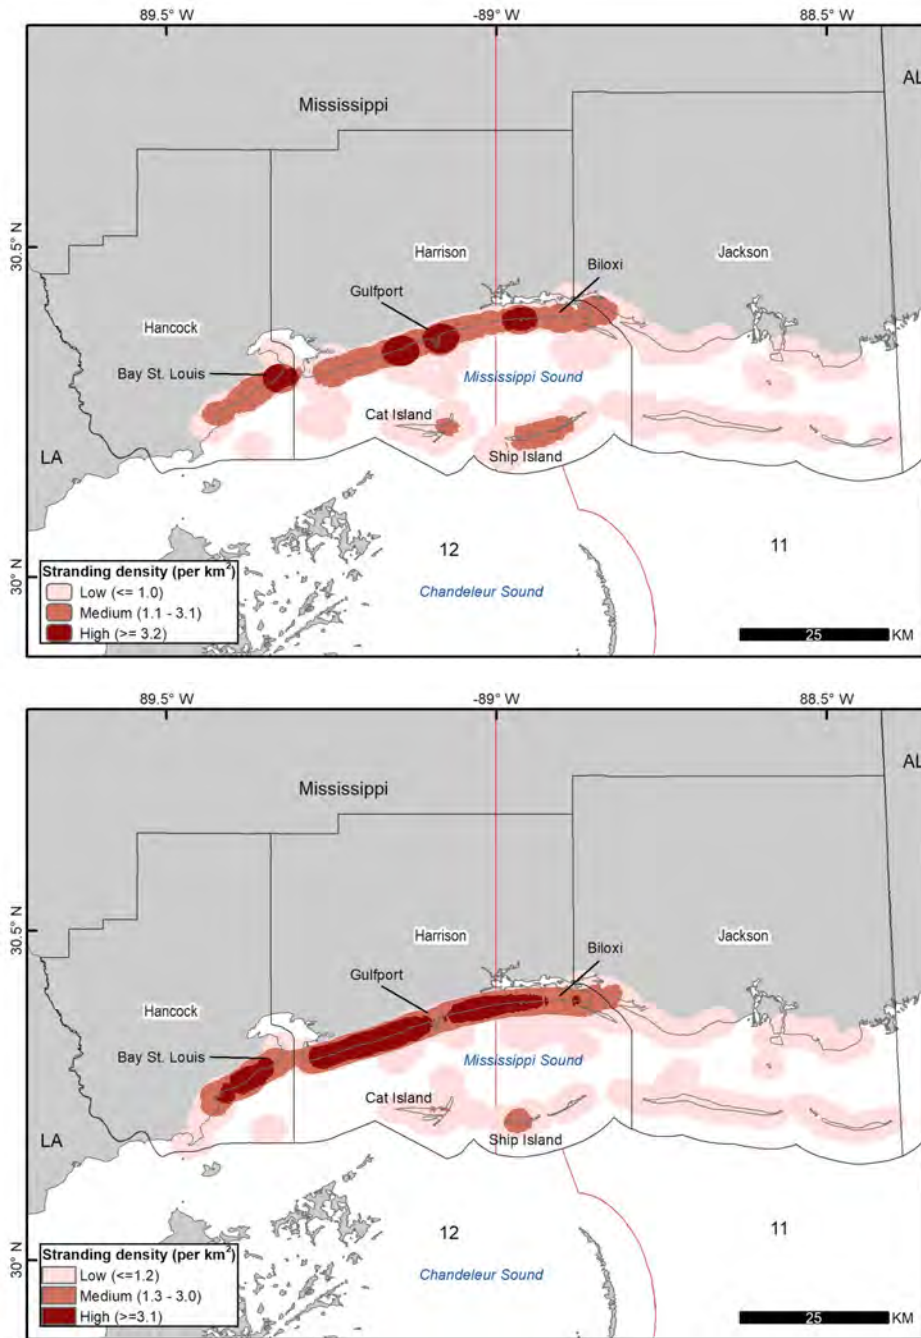 89.5° W
-89° W
88.5° W
AL
Mississippi
30.5° N
Harrison
Jackson
Biloxi
Gulfport
Hancock
Bay St. Louis
Mississippi Sound
Cat Island
LA
Ship Island
12
11
30° N
Stranding density (per km²)
Low (<= 1.0)
Medium (1.1 - 3.1)
High (>= 3.2)
Chandeleur Sound
25 KM
89.5° W
-89° W
88.5° W
AL
Mississippi
30.5° N
Harrison
Jackson
Biloxi
Gulfport
Hancock
Bay St. Louis
Mississippi Sound
Cat Island
LA
Ship Island
12
11
30° N
Stranding density (per km²)
Low (<=1.2)
Medium (1.3 - 3.0)
High (>=3.1)
Chandeleur Sound
25 KM